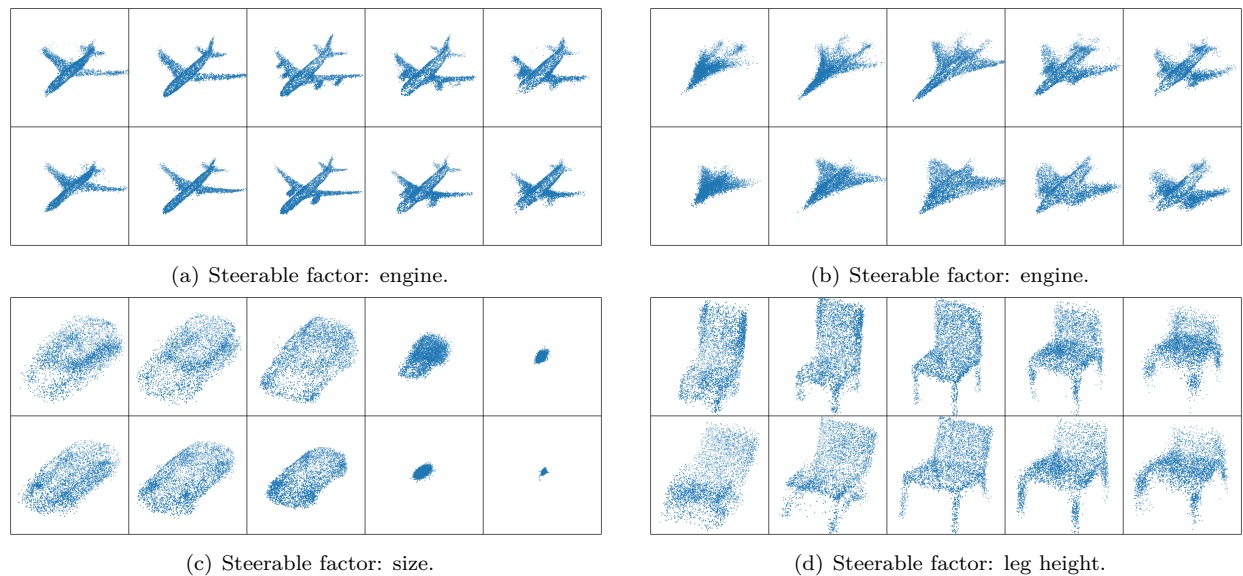 (a) Steerable factor: engine.
(b) Steerable factor: engine.
(c) Steerable factor: size.
(d) Steerable factor: leg height.